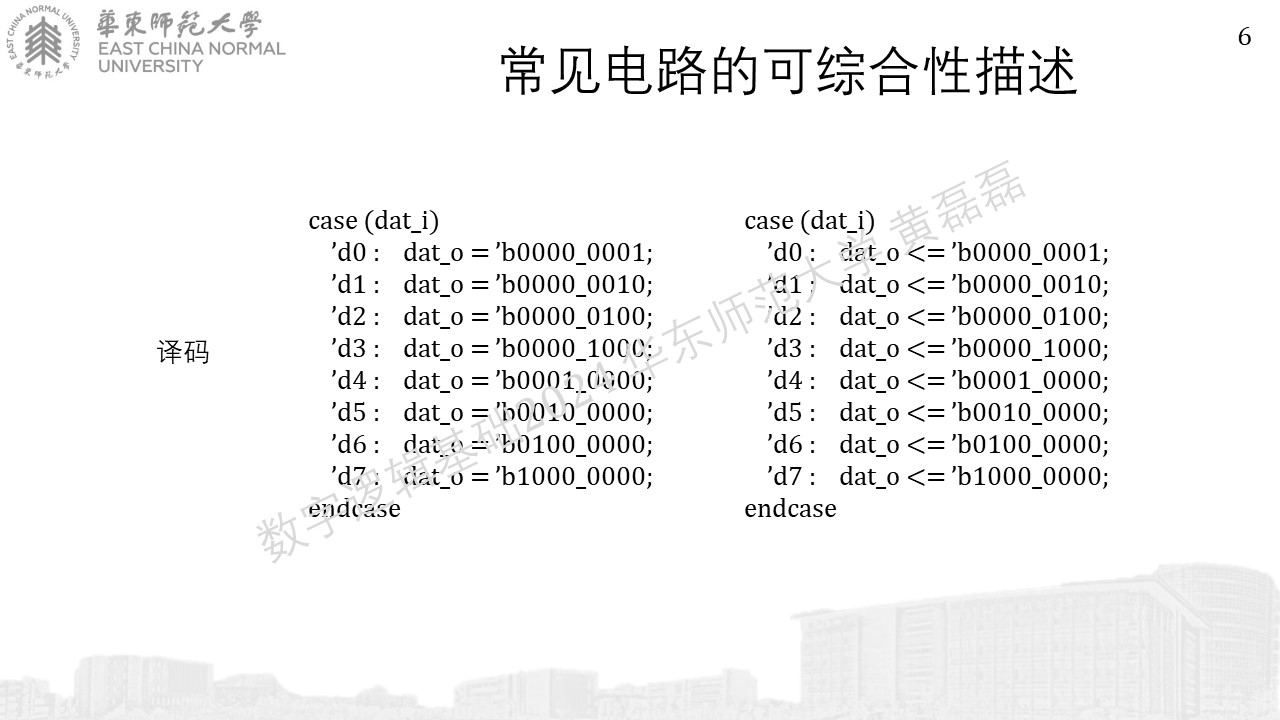 華東師範大學
EAST CHINA NORMAL
UNIVERSITY
EAST CHINA NORMAL UNIVERSITY
華東师范大学
6
常见电路的可综合性描述
译码
case (dat_i)
’d0 : dat_o = ’b0000_0001;
’d1 : dat_o = ’b0000_0010;
’d2 : dat_o = ’b0000_0100;
’d3 : dat_o = ’b0000_1000;
’d4 : dat_o = ’b0001_0000;
’d5 : dat_o = ’b0010_0000;
’d6 : dat_o = ’b0100_0000;
’d7 : dat_o = ’b1000_0000;
endcase
case (dat_i)
’d0 : dat_o <= ’b0000_0001;
’d1 : dat_o <= ’b0000_0010;
’d2 : dat_o <= ’b0000_0100;
’d3 : dat_o <= ’b0000_1000;
’d4 : dat_o <= ’b0001_0000;
’d5 : dat_o <= ’b0010_0000;
’d6 : dat_o <= ’b0100_0000;
’d7 : dat_o <= ’b1000_0000;
endcase
数字逻辑基础2024 华东师范大学 黄磊磊